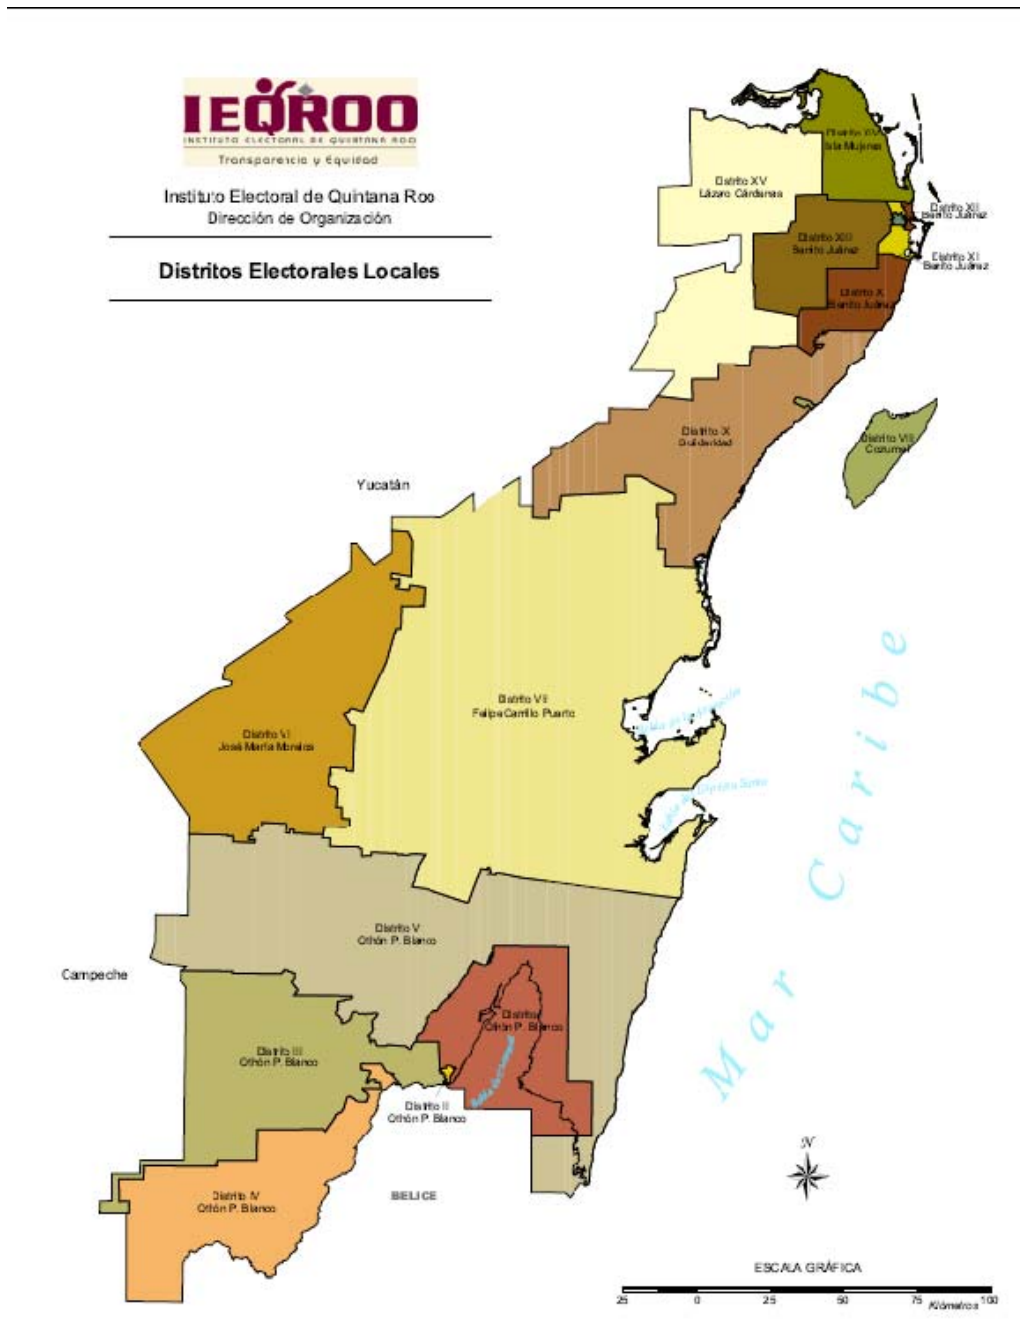 IEQROO
INSTITUTO ELECTORAL DE QUINTANA ROO
Transparencia y Equidad
Instituto Electoral de Quintana Roo
Dirección de Organización
Distritos Electorales Locales
Distrito XIV
Isla Mujeres
Distrito XV
Lázaro Cárdenas
Distrito XII
Benito Juárez
Distrito XIII
Benito Juárez
Distrito XI
Benito Juárez
Distrito X
Benito Juárez
Distrito IX
Solidaridad
Distrito VIII
Cozumel
Yucatán
Distrito VII
Felipe Carrillo Puerto
Distrito VI
José María Morelos
Mar Caribe
Distrito V
Othón P. Blanco
Campeche
Distrito
Othón P. Blanco
Distrito III
Othón P. Blanco
Distrito II
Othón P. Blanco
Distrito IV
Othón P. Blanco
BELICE
N
ESCALA GRÁFICA
25 0 25 50 75 100
Kilómetros